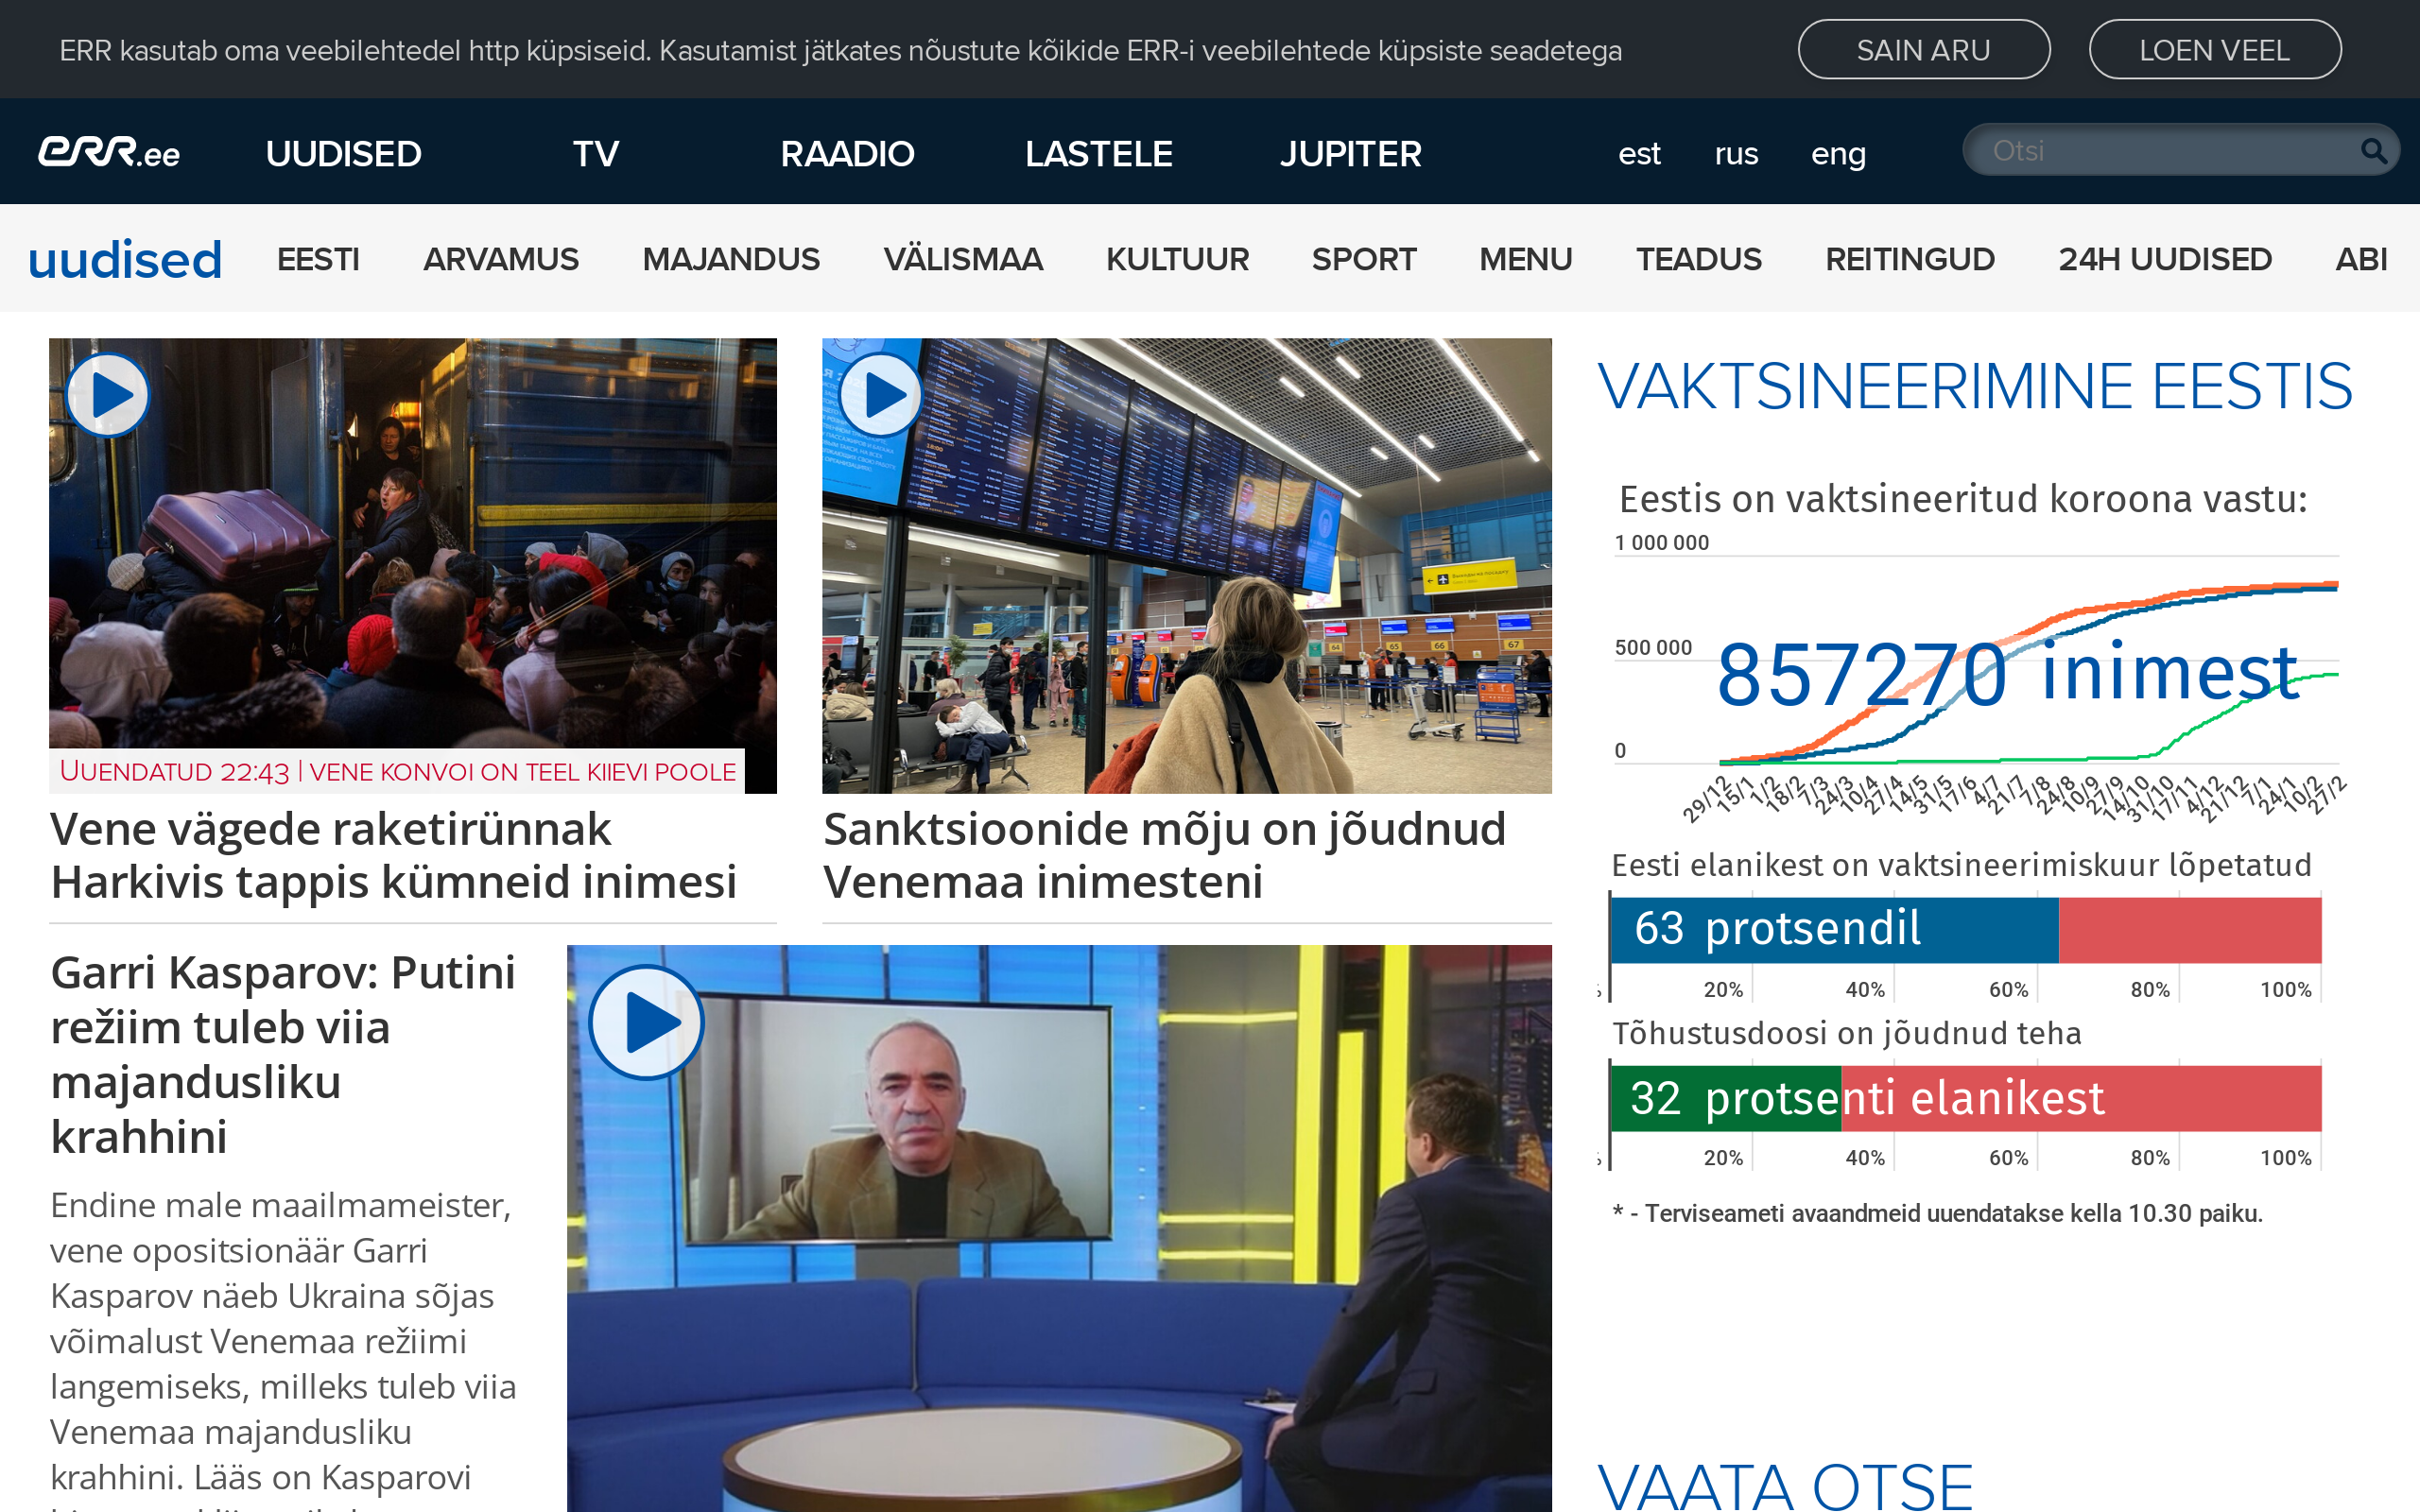 ERR kasutab oma veebilehtedel http küpsiseid. Kasutamist jätkates nõustute kõikide ERR-i veebilehtede küpsiste seadetega
SAIN ARU
LOEN VEEL
err.ee
UUDISED
TV
RAADIO
LASTELE
JUPITER
est
rus
eng
Otsi
uudised
EESTI
ARVAMUS
MAJANDUS
VÄLISMAA
KULTUUR
SPORT
MENU
TEADUS
REITINGUD
24H UUDISED
ABI
UUENDATUD 22:43 | VENE KONVOI ON TEEL KIIEVI POOLE
Vene vägede raketirünnak
Harkivis tappis kümneid inimesi
64
65
66
67
Sanktsioonide mõju on jõudnud
Venemaa inimesteni
Garri Kasparov: Putini
režiim tuleb viia
majandusliku
krahhini
Endine male maailmameister,
vene opositsionäär Garri
Kasparov näeb Ukraina sõjas
võimalust Venemaa režiimi
langemiseks, milleks tuleb viia
Venemaa majandusliku
krahhini. Lääs on Kasparovi
VAKTSINEERIMINE EESTIS
Eestis on vaktsineeritud koroona vastu:
1 000 000
500 000
0
857270 inimest
29/12 15/1 1/2 18/2 7/3 24/3 10/4 27/4 14/5 31/5 17/6 4/7 21/7 7/8 24/8 10/9 27/9 14/10 31/10 17/11 4/12 21/12 7/1 24/1 10/2 27/2
Eesti elanikest on vaktsineerimiskuur lõpetatud
63 protsendil
20% 40% 60% 80% 100%
Tõhustusdoosi on jõudnud teha
32 protsenti elanikest
20% 40% 60% 80% 100%
* - Terviseameti avaandmeid uuendatakse kella 10.30 paiku.
VAATA OTSE